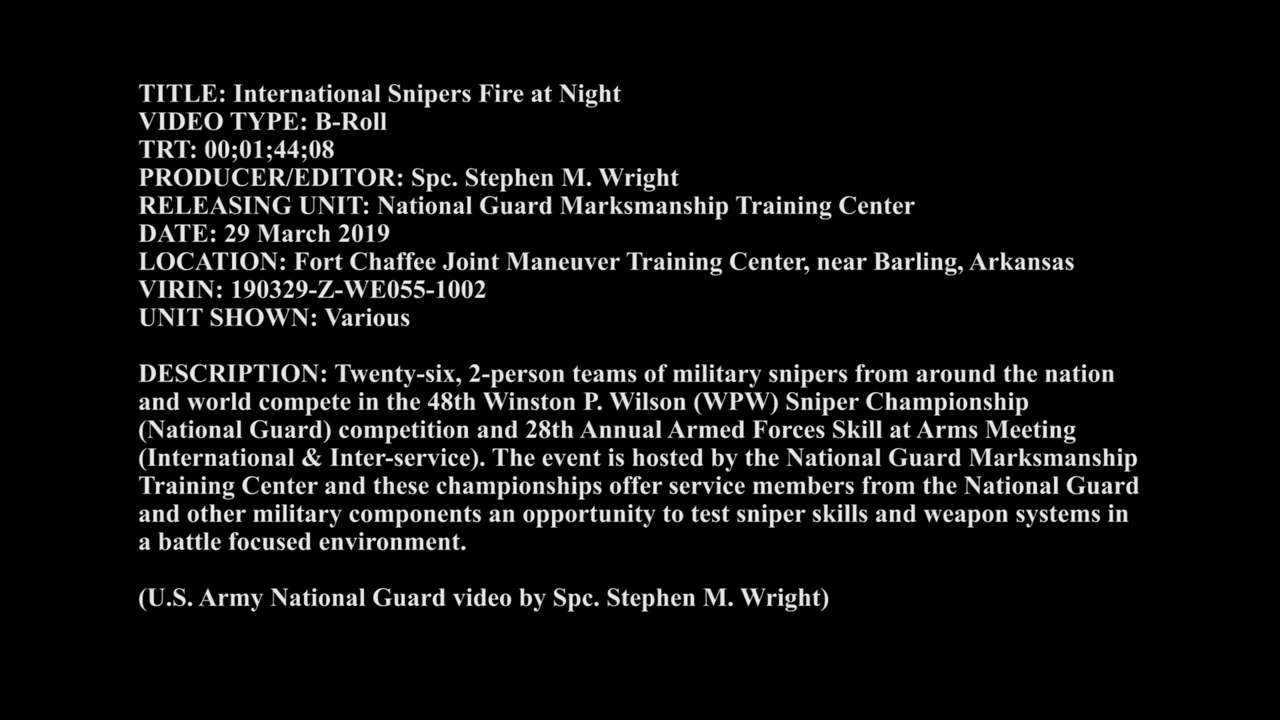 TITLE: International Snipers Fire at Night
VIDEO TYPE: B-Roll
TRT: 00;01;44;08
PRODUCER/EDITOR: Spc. Stephen M. Wright
RELEASING UNIT: National Guard Marksmanship Training Center
DATE: 29 March 2019
LOCATION: Fort Chaffee Joint Maneuver Training Center, near Barling, Arkansas
VIRIN: 190329-Z-WE055-1002
UNIT SHOWN: Various
DESCRIPTION: Twenty-six, 2-person teams of military snipers from around the nation
and world compete in the 48th Winston P. Wilson (WPW) Sniper Championship
(National Guard) competition and 28th Annual Armed Forces Skill at Arms Meeting
(International & Inter-service). The event is hosted by the National Guard Marksmanship
Training Center and these championships offer service members from the National Guard
and other military components an opportunity to test sniper skills and weapon systems in
a battle focused environment.
(U.S. Army National Guard video by Spc. Stephen M. Wright)